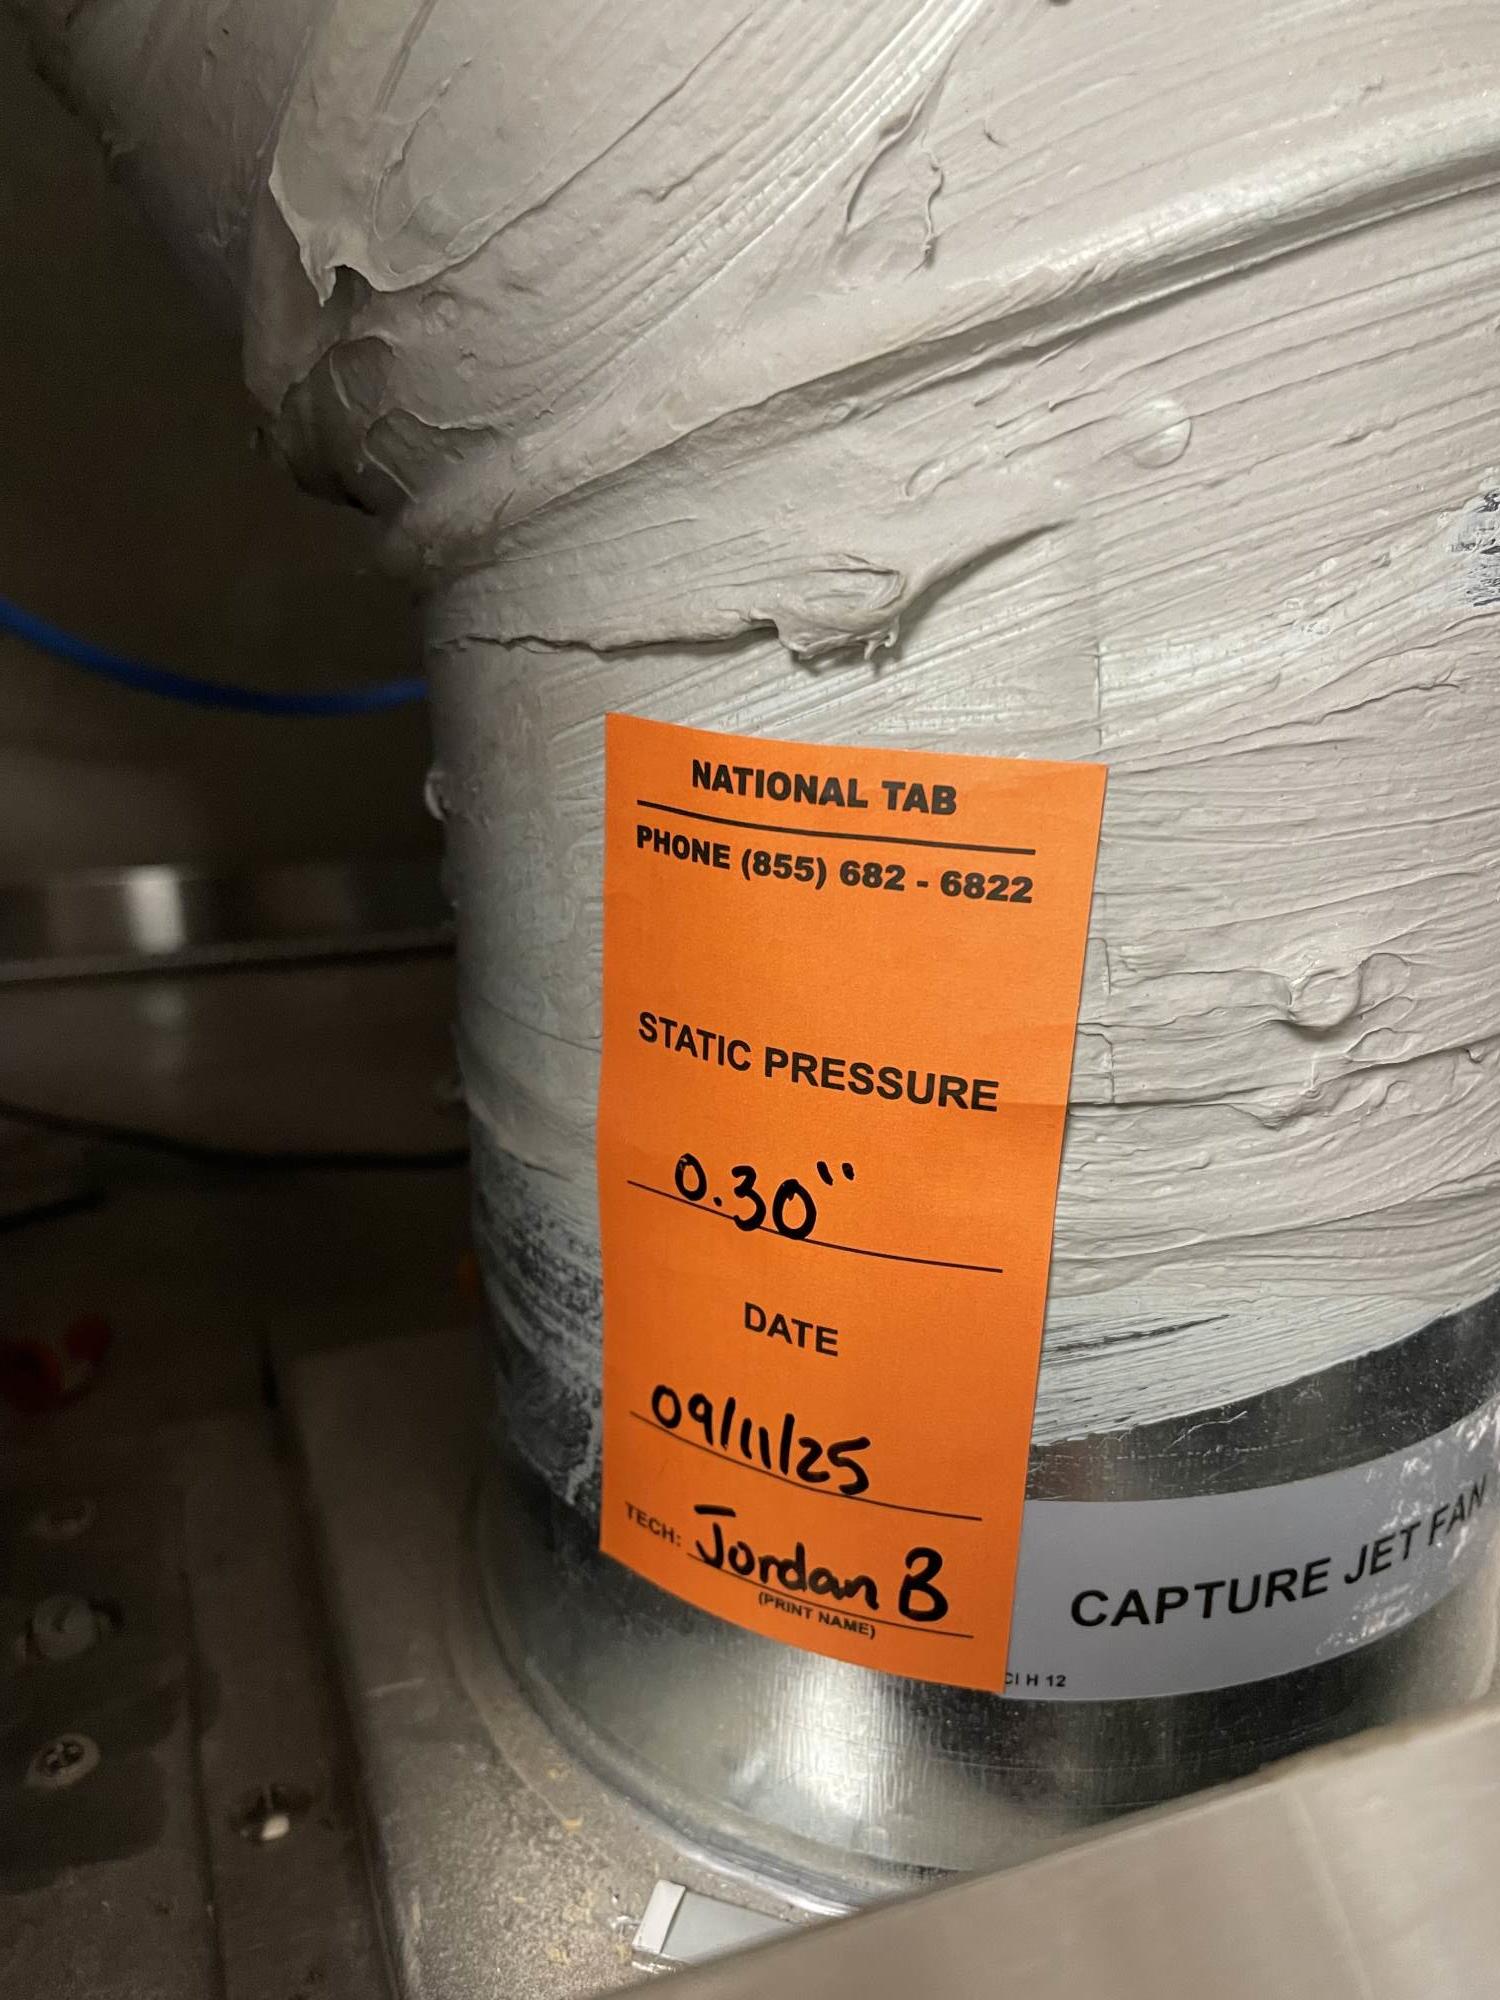 NATIONAL TAB
PHONE (855) 682 - 6822
STATIC PRESSURE
0.30"
DATE
09/11/25
TECH: Jordan B
(PRINT NAME)
CAPTURE JET FAN
H 12